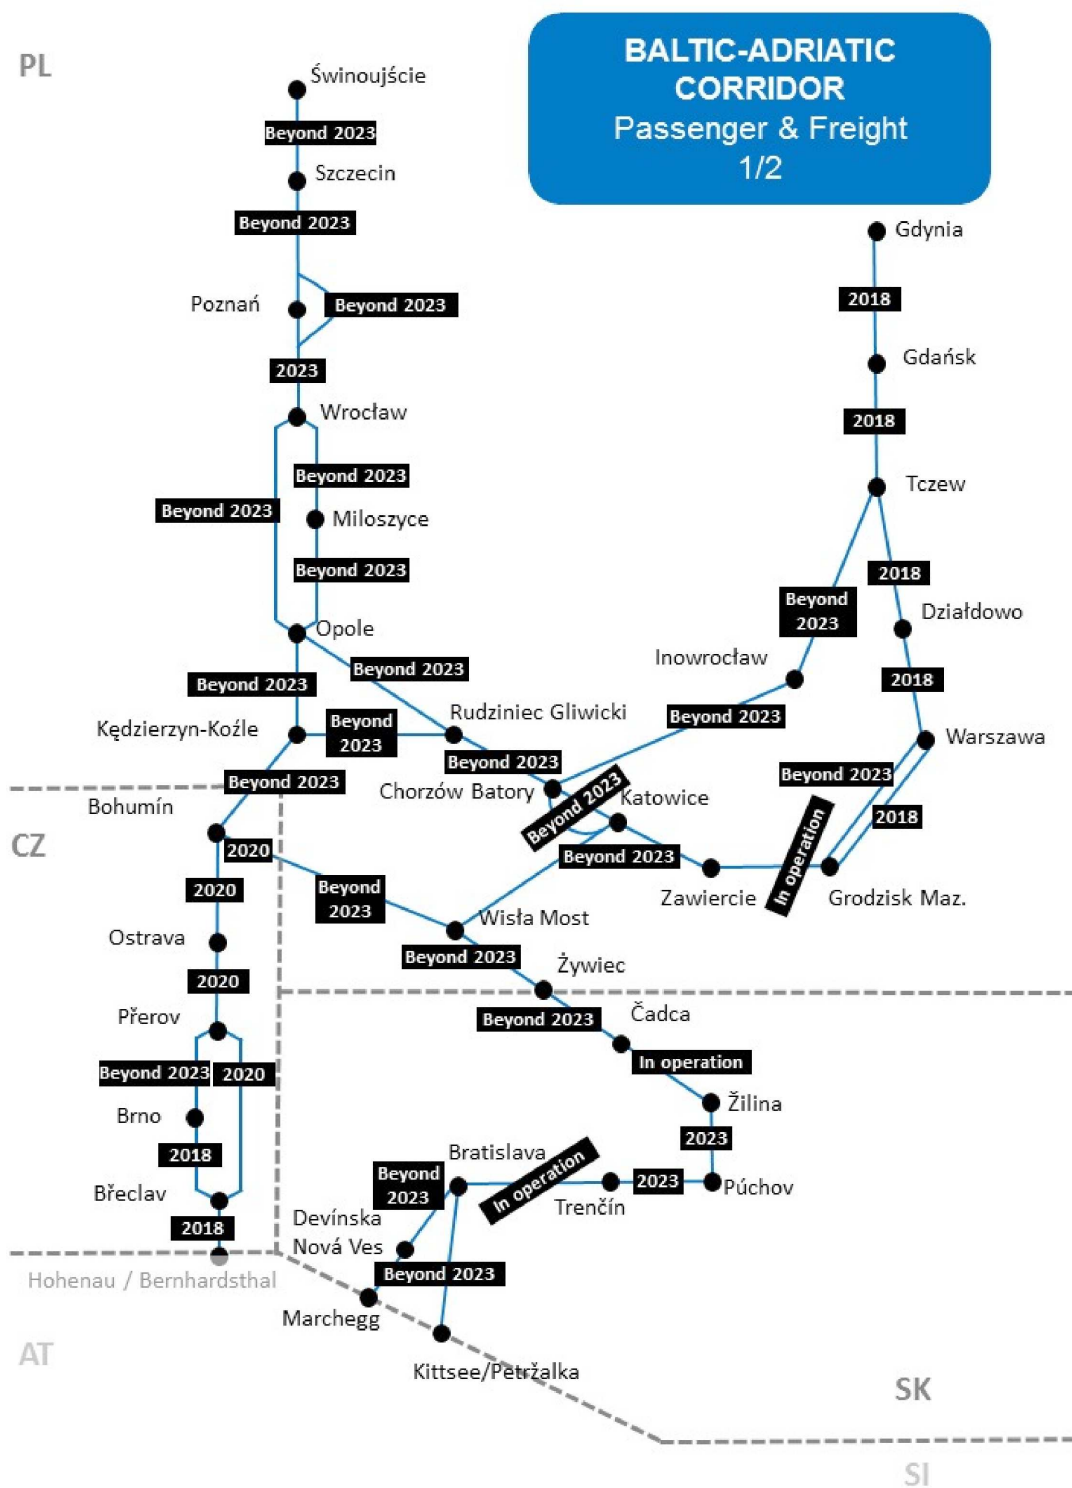 PL
BALTIC-ADRIATIC
CORRIDOR
Passenger & Freight
1/2
Świnoujście
Beyond 2023
Szczecin
Beyond 2023
Gdynia
Poznań
Beyond 2023
2018
2023
Gdańsk
Wrocław
2018
Beyond 2023
Tczew
Beyond 2023
Miloszyce
Beyond 2023
2018
Beyond
2023
Działdowo
Opole
Beyond 2023
Inowrocław
Beyond 2023
2018
Rudziniec Gliwicki
Beyond 2023
Kędzierzyn-Koźle
Beyond
2023
Warszawa
Beyond 2023
Beyond 2023
Beyond 2023
Chorzów Batory
Beyond 2023
Katowice
Bohumín
2018
CZ
2020
Beyond 2023
In operation
2020
Beyond
2023
Zawiercie
Grodzisk Maz.
Wisła Most
Ostrava
Beyond 2023
Żywiec
2020
Přerov
Beyond 2023
Čadca
Beyond 2023
2020
In operation
Brno
Žilina
2018
2023
Bratislava
In operation
Beyond
2023
2023
Púchov
Trenčín
Břeclav
2018
Devínska
Nová Ves
Beyond 2023
Hohenau / Bernhardsthal
Marchegg
AT
Kittsee/Petržalka
SK
SI